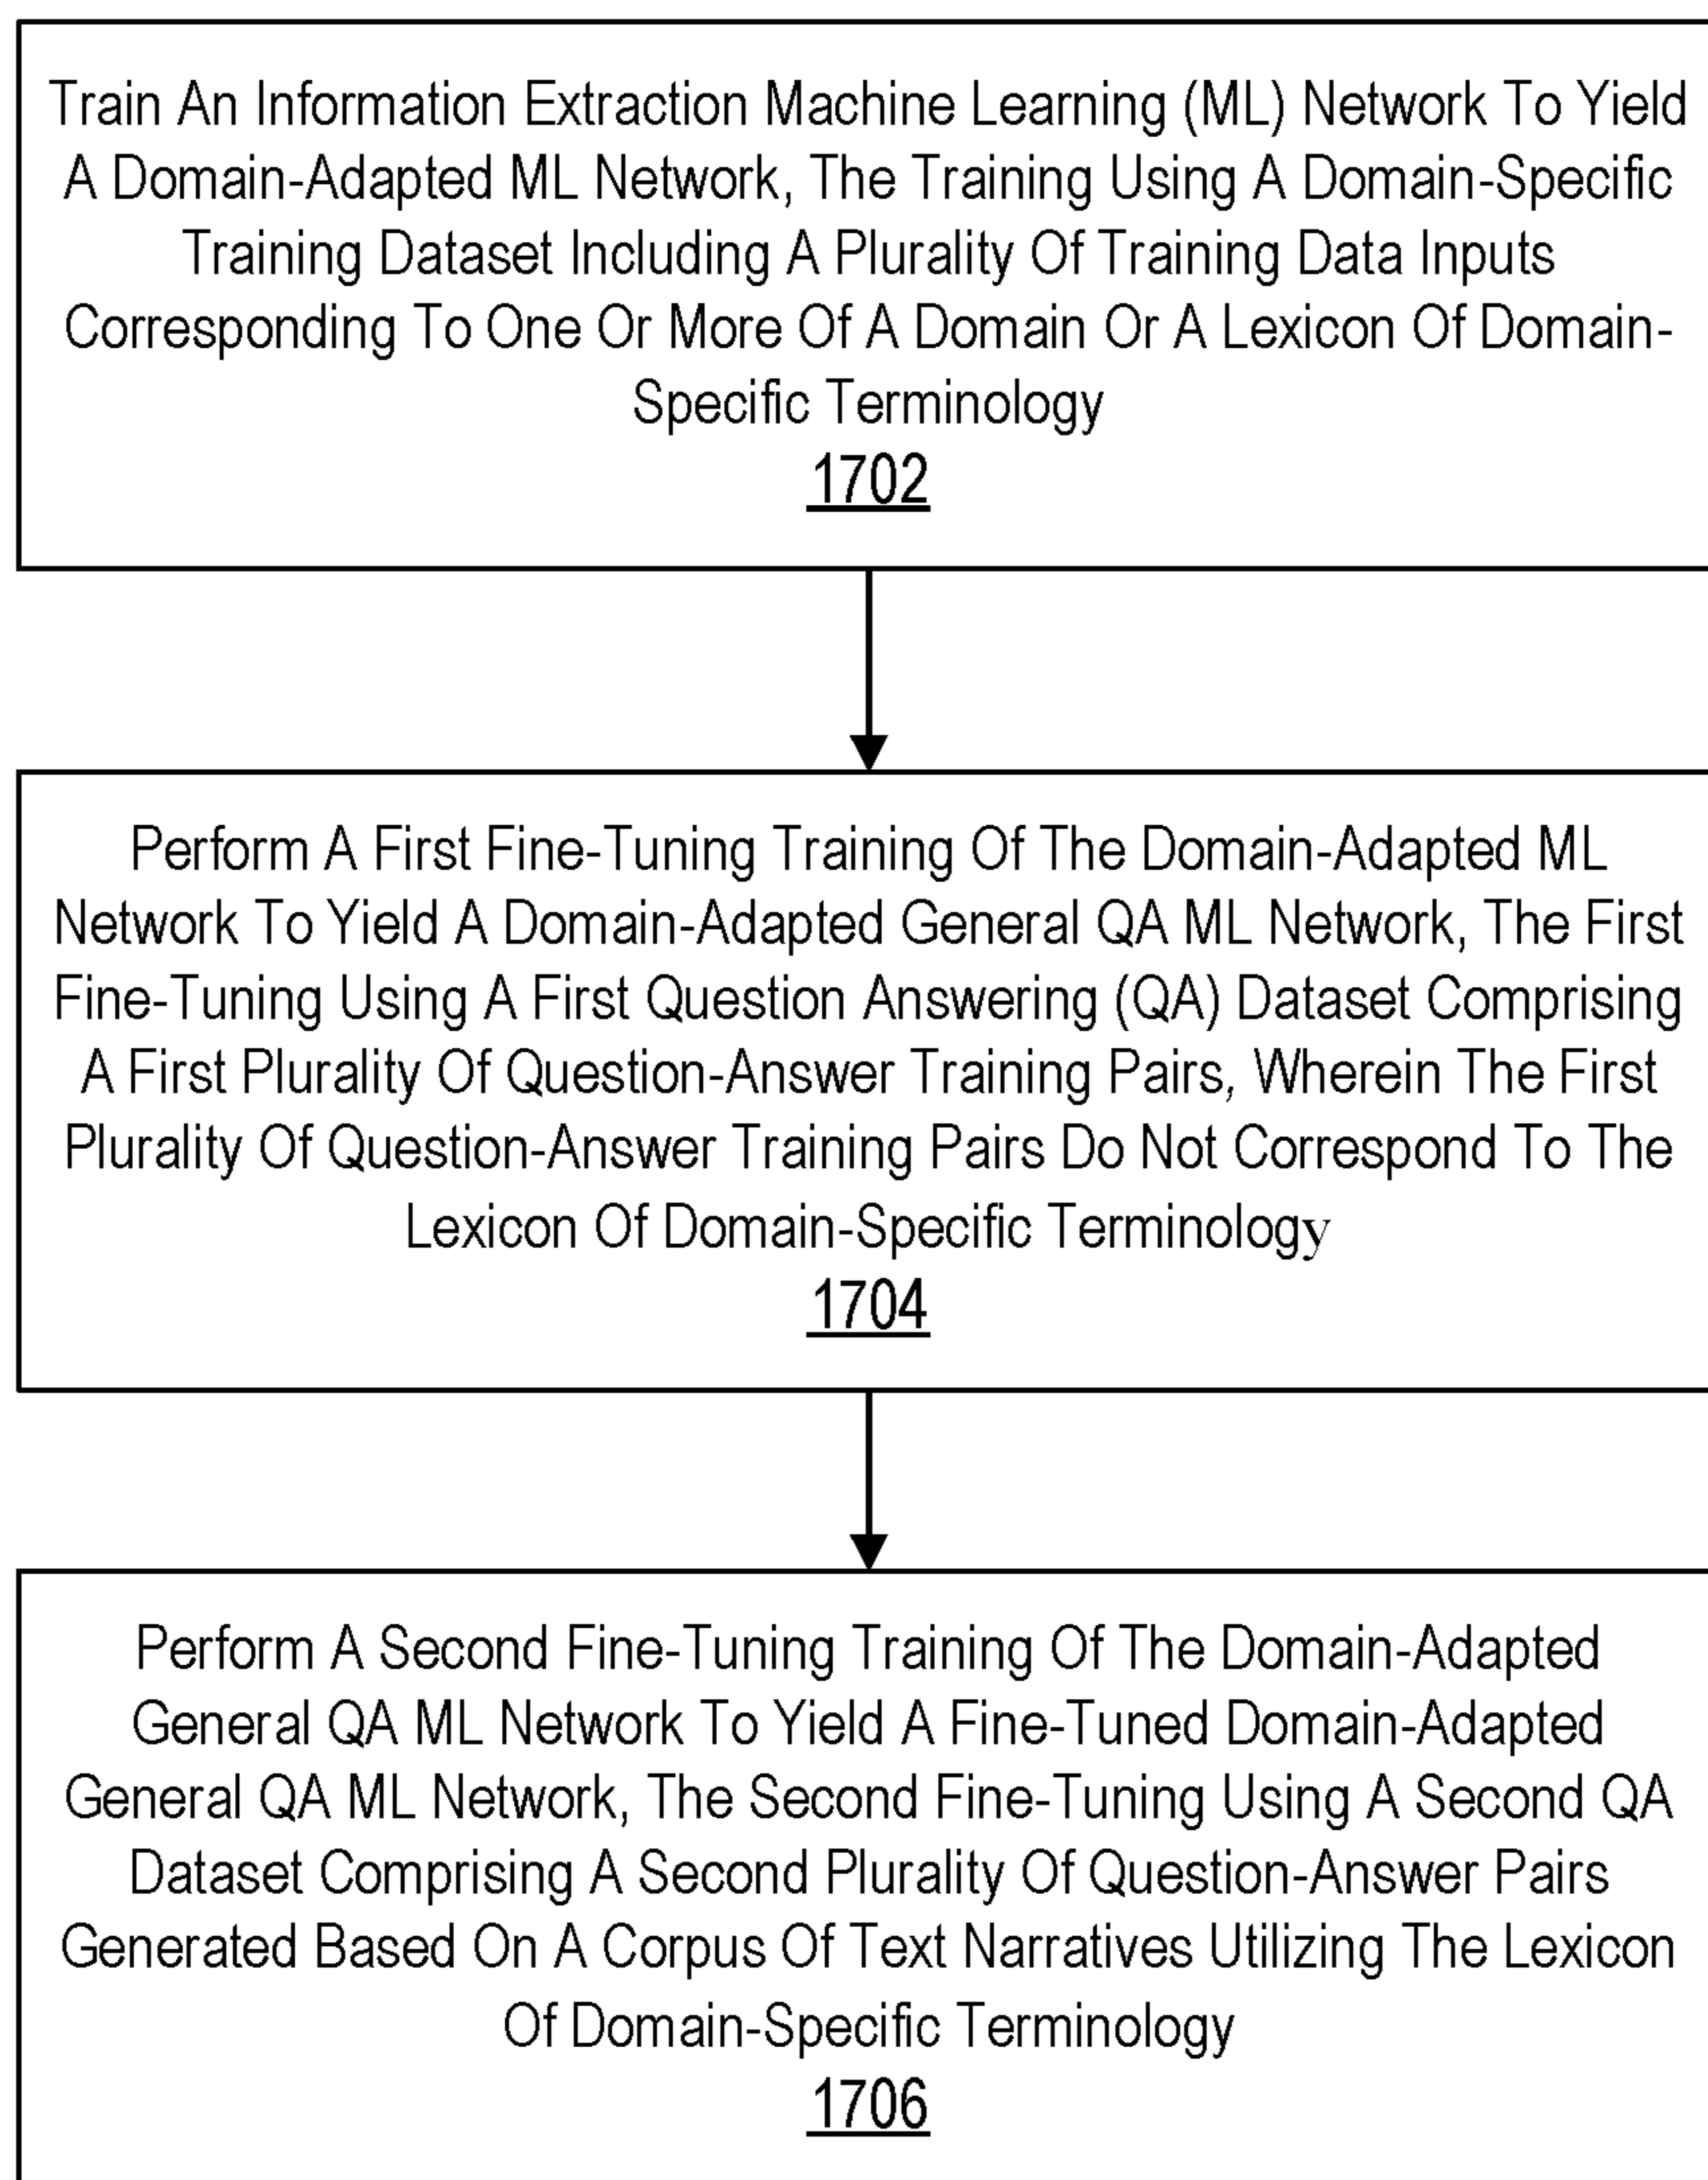 Train An Information Extraction Machine Learning (ML) Network To Yield
A Domain-Adapted ML Network, The Training Using A Domain-Specific
Training Dataset Including A Plurality Of Training Data Inputs
Corresponding To One Or More Of A Domain Or A Lexicon Of Domain-
Specific Terminology
1702
Perform A First Fine-Tuning Training Of The Domain-Adapted ML
Network To Yield A Domain-Adapted General QA ML Network, The First
Fine-Tuning Using A First Question Answering (QA) Dataset Comprising
A First Plurality Of Question-Answer Training Pairs, Wherein The First
Plurality Of Question-Answer Training Pairs Do Not Correspond To The
Lexicon Of Domain-Specific Terminology
1704
Perform A Second Fine-Tuning Training Of The Domain-Adapted
General QA ML Network To Yield A Fine-Tuned Domain-Adapted
General QA ML Network, The Second Fine-Tuning Using A Second QA
Dataset Comprising A Second Plurality Of Question-Answer Pairs
Generated Based On A Corpus Of Text Narratives Utilizing The Lexicon
Of Domain-Specific Terminology
1706